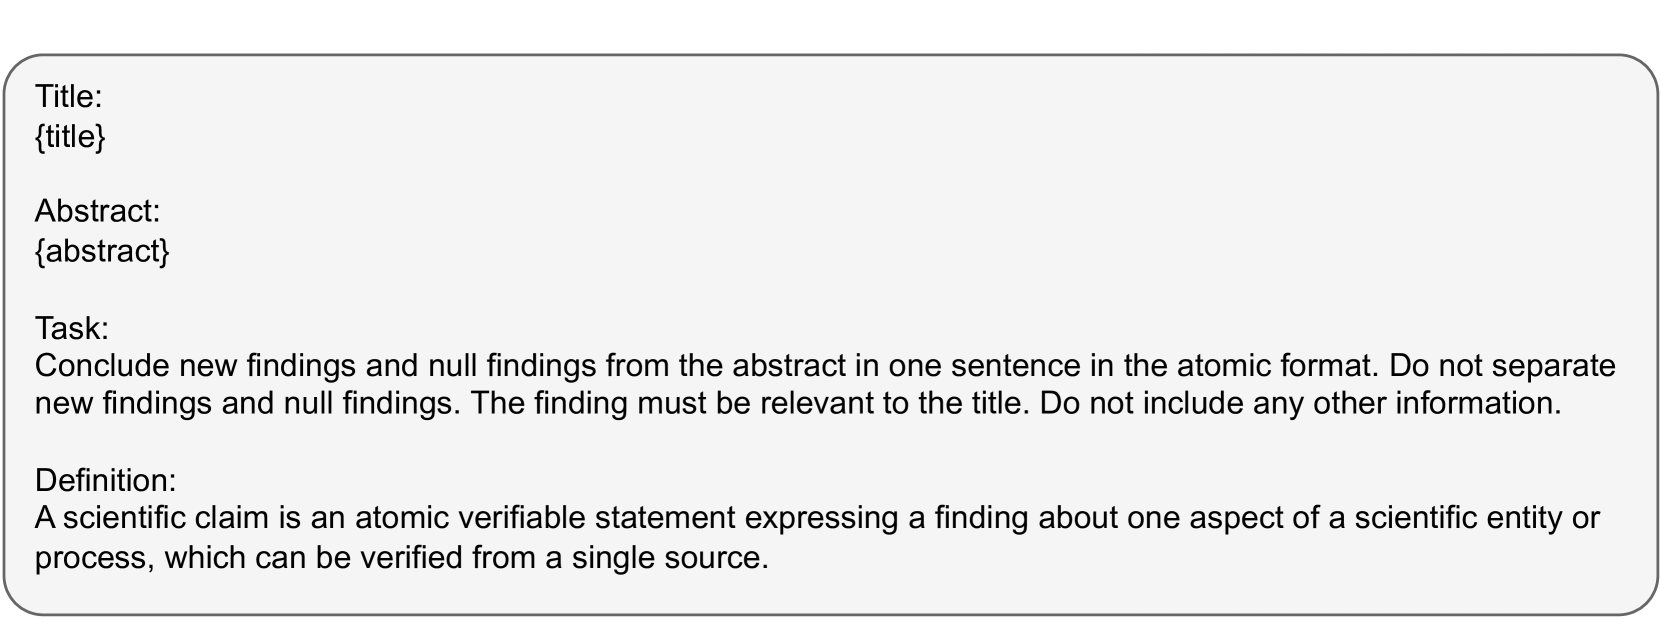 Title:
{title}
Abstract:
{abstract}
Task:
Conclude new findings and null findings from the abstract in one sentence in the atomic format. Do not separate
new findings and null findings. The finding must be relevant to the title. Do not include any other information.
Definition:
A scientific claim is an atomic verifiable statement expressing a finding about one aspect of a scientific entity or
process, which can be verified from a single source.